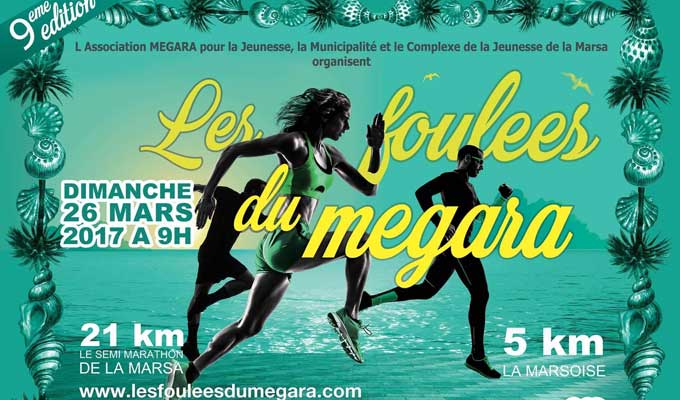 9eme edition
L Association MEGARA pour la Jeunesse, la Municipalité et le Complexe de la Jeunesse de la Marsa
organisent
Les foulees
du megara
DIMANCHE
26 MARS
2017 A 9H
21 km
LE SEMI MARATHON
DE LA MARSA
5 km
LA MARSOISE
www.lesfouleesdumegara.com